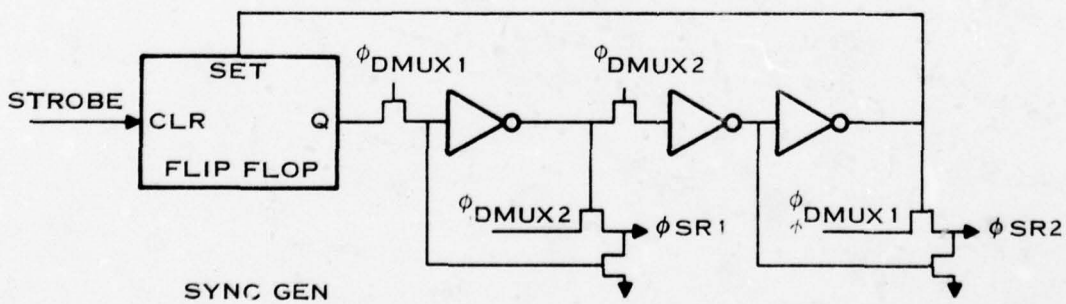 SET
φDMUX1
φDMUX2
STROBE
CLR
Q
FLIP FLOP
φDMUX2
φSR1
φDMUX1
φSR2
SYNC GEN